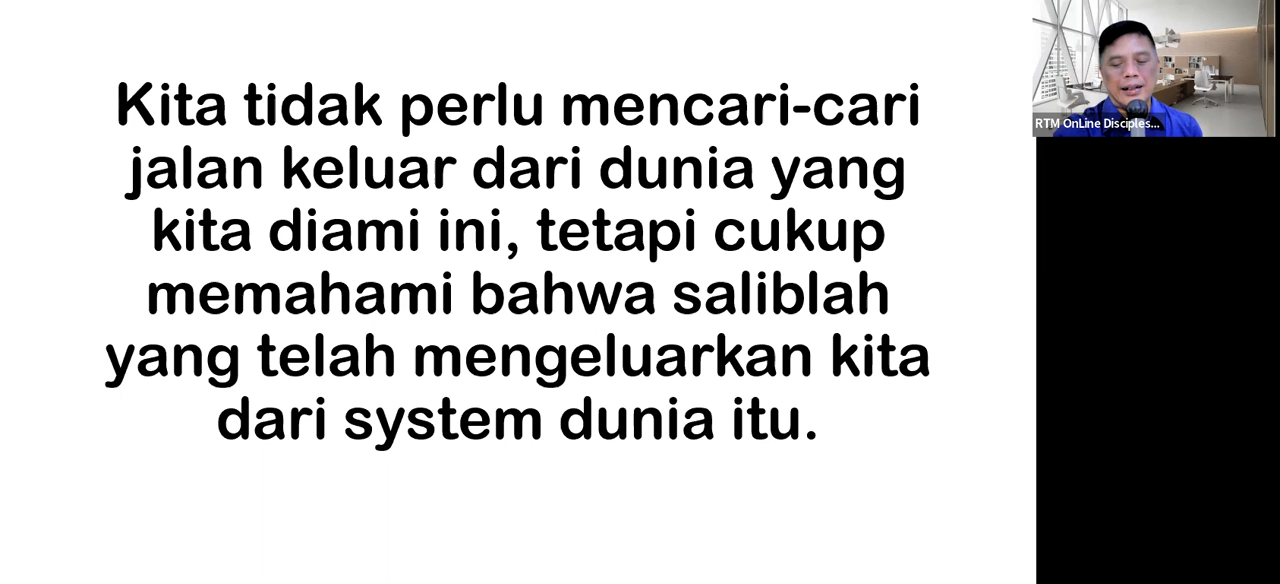 Kita tidak perlu mencari-cari
jalan keluar dari dunia yang
kita diami ini, tetapi cukup
memahami bahwa saliblah
yang telah mengeluarkan kita
dari system dunia itu.
RTM OnLine Disciples...